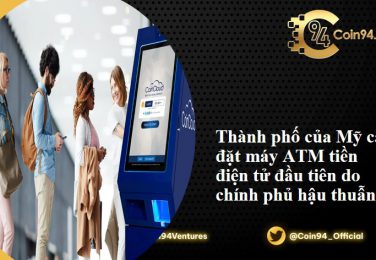 94
Coin94
CoinCloud
Thành phố của Mỹ cà
đặt máy ATM tiền
điện tử đầu tiên do
chính phủ hậu thuẫn
94Ventures
@Coin94_Official